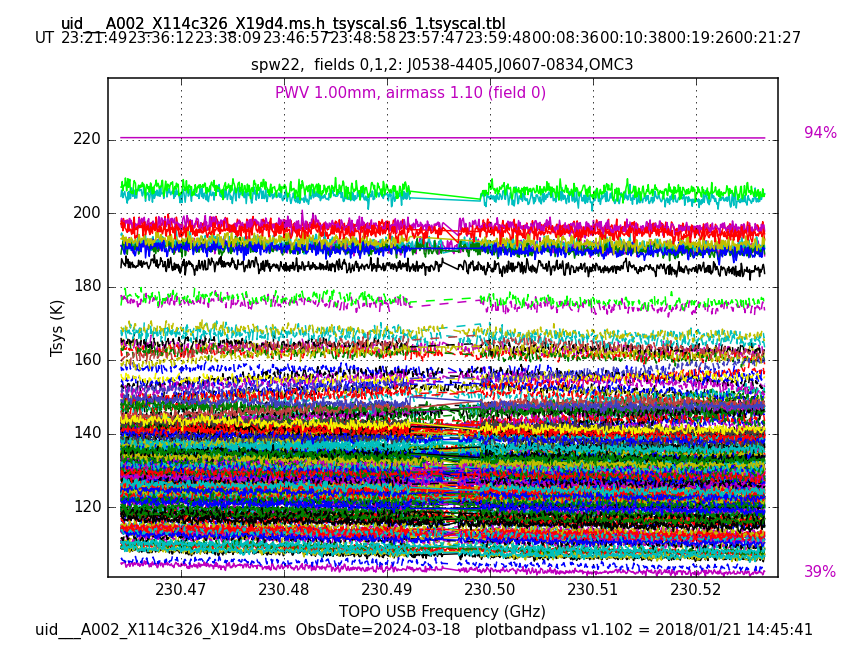 uid___A002_X114c326_X19d4.ms.h_tsyscal.s6_1.tsyscal.tbl
UT 23:21:49 23:36:12 23:38:09 23:46:57 23:48:58 23:57:47 23:59:48 00:08:36 00:10:38 00:19:26 00:21:27
spw22, fields 0,1,2: J0538-4405,J0607-0834,OMC3
PWV 1.00mm, airmass 1.10 (field 0)
94%
220
200
180
160
140
120
Tsys (K)
39%
230.47 230.48 230.49 230.50 230.51 230.52
TOPO USB Frequency (GHz)
uid___A002_X114c326_X19d4.ms ObsDate=2024-03-18 plotbandpass v1.102 = 2018/01/21 14:45:41